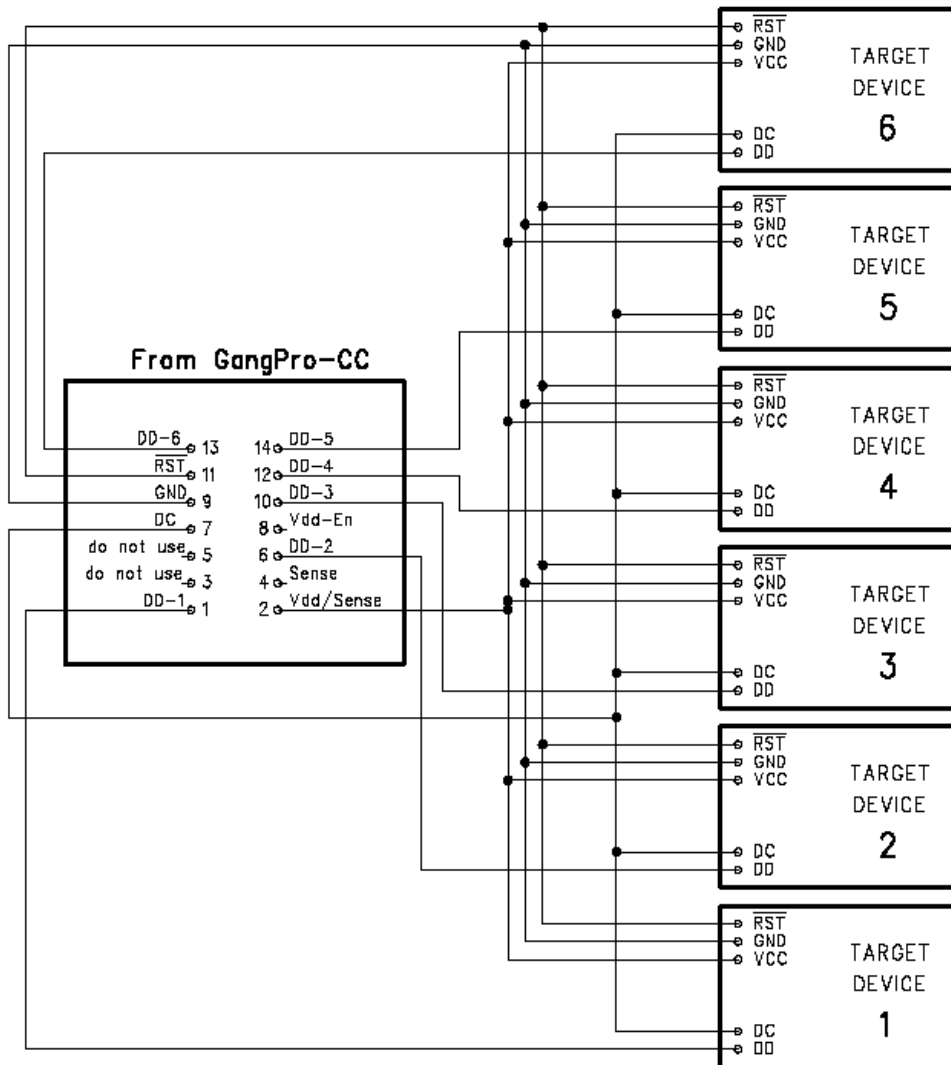 RST
GND
VCC
TARGET
DEVICE
6
DC
DD
RST
GND
VCC
TARGET
DEVICE
5
DC
DD
From GangPro-CC
RST
GND
VCC
TARGET
DEVICE
4
DC
DD
DD-6 13 14 DD-5
RST 11 12 DD-4
GND 9 10 DD-3
DC 7 8 Vdd-En
do not use 5 6 DD-2
do not use 3 4 Sense
DD-1 1 2 Vdd/Sense
RST
GND
VCC
TARGET
DEVICE
3
DC
DD
RST
GND
VCC
TARGET
DEVICE
2
DC
DD
RST
GND
VCC
TARGET
DEVICE
1
DC
DD